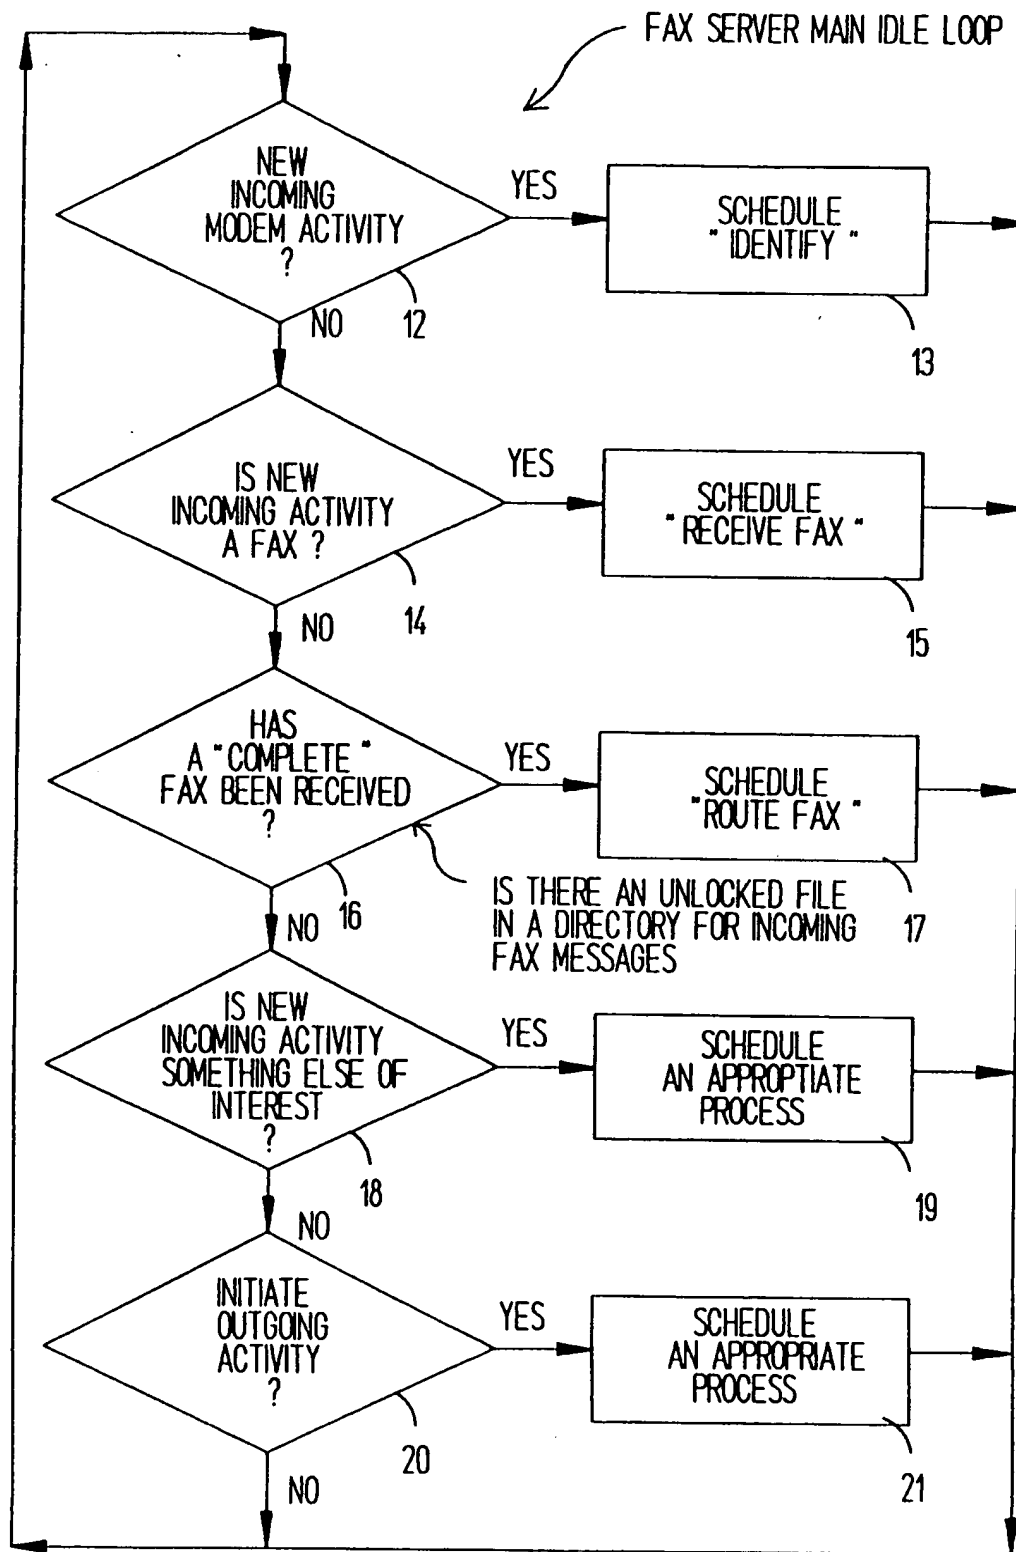 FAX SERVER MAIN IDLE LOOP
NEW
INCOMING
MODEM ACTIVITY
?
YES
SCHEDULE
"IDENTIFY"
NO
12
13
IS NEW
INCOMING ACTIVITY
A FAX ?
YES
SCHEDULE
"RECEIVE FAX"
14
NO
15
HAS
A "COMPLETE"
FAX BEEN RECEIVED
?
YES
SCHEDULE
"ROUTE FAX"
16
NO
IS THERE AN UNLOCKED FILE
IN A DIRECTORY FOR INCOMING
FAX MESSAGES
17
IS NEW
INCOMING ACTIVITY
SOMETHING ELSE OF
INTEREST
?
YES
SCHEDULE
AN APPROPTIATE
PROCESS
18
19
NO
INITIATE
OUTGOING
ACTIVITY
?
YES
SCHEDULE
AN APPROPRIATE
PROCESS
20
21
NO